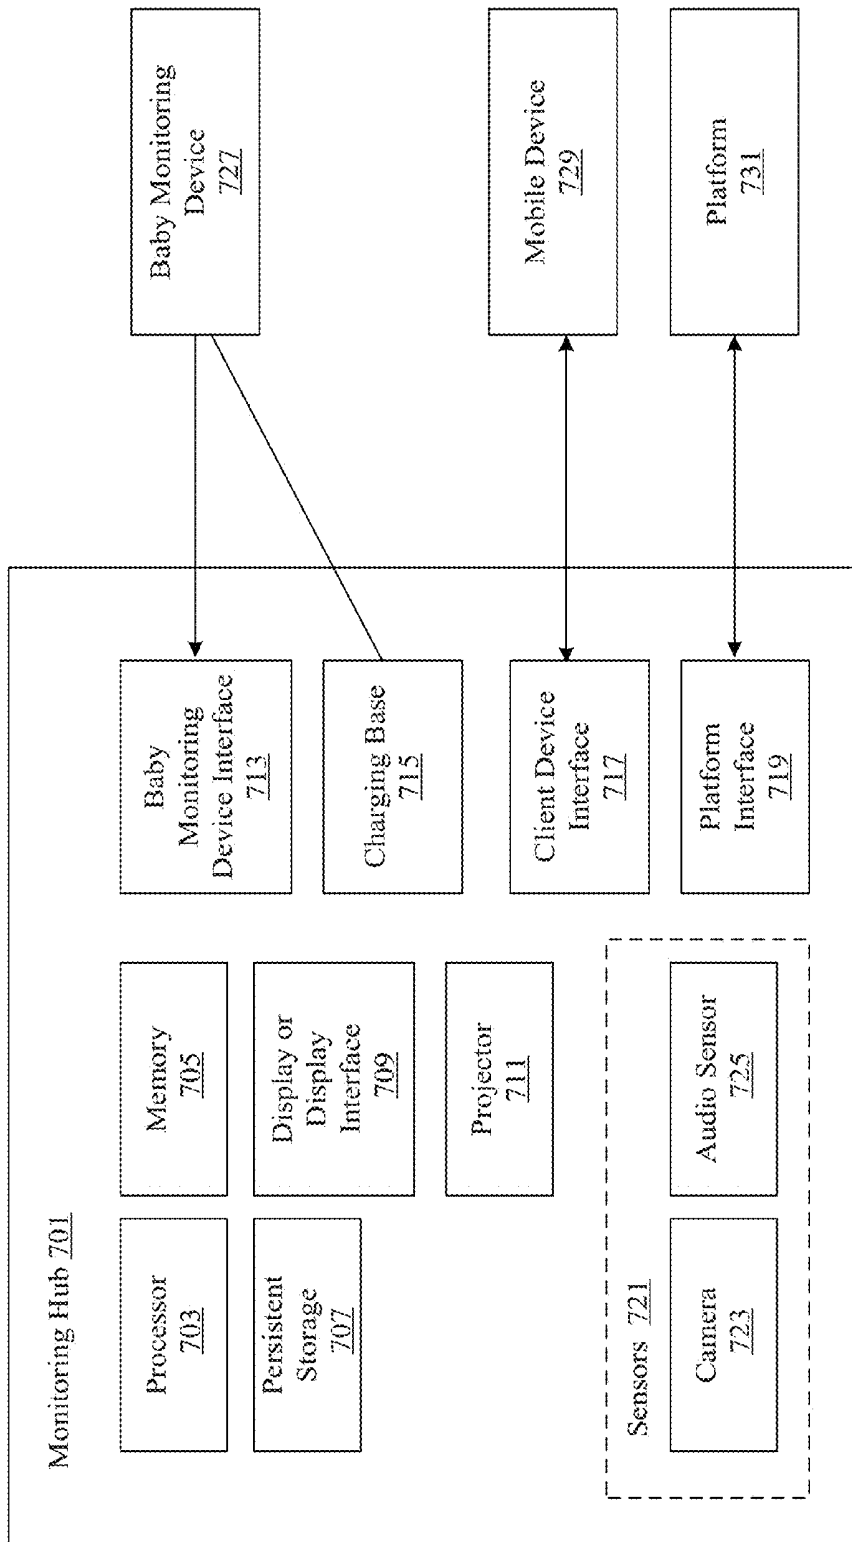 Monitoring Hub 701
Processor
703
Memory
705
Baby
Monitoring
Device Interface
713
Baby Monitoring
Device
727
Persistent
Storage
707
Display or
Display
Interface
709
Charging Base
715
Projector
711
Client Device
Interface
717
Mobile Device
729
Sensors 721
Camera
723
Audio Sensor
725
Platform
Interface
719
Platform
731